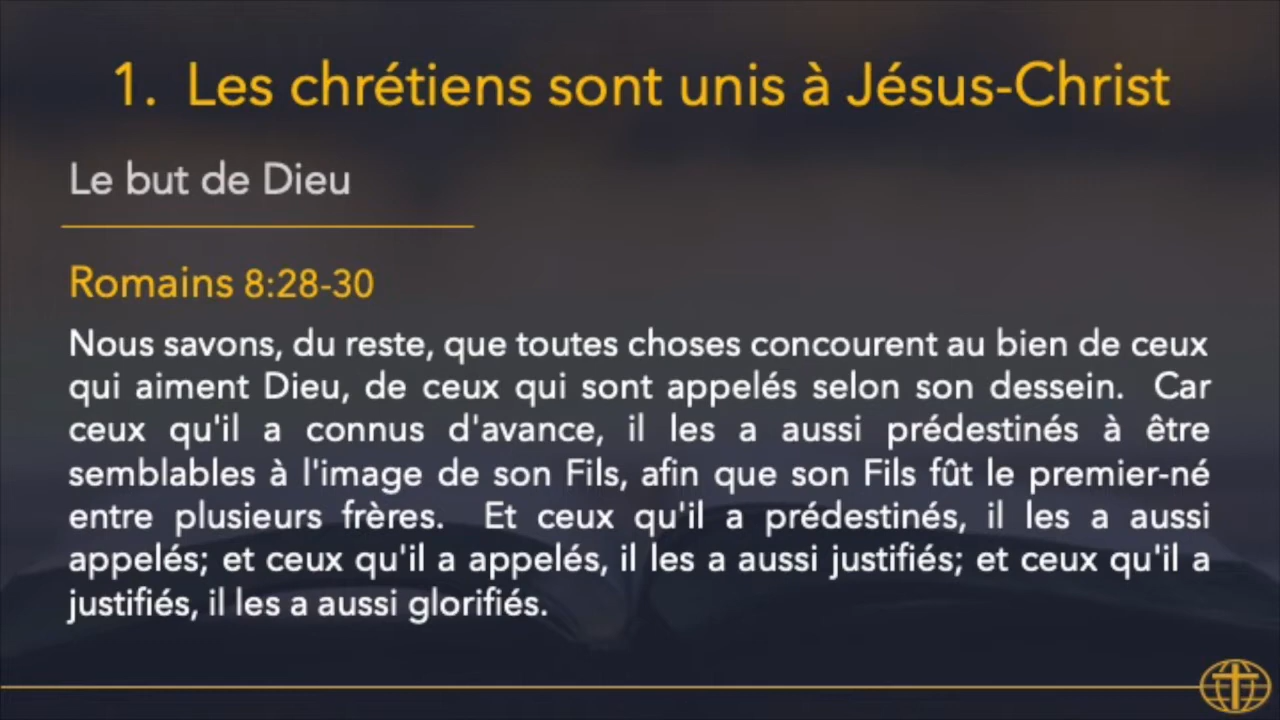 1. Les chrétiens sont unis à Jésus-Christ
Le but de Dieu
Romains 8:28-30
Nous savons, du reste, que toutes choses concourent au bien de ceux
qui aiment Dieu, de ceux qui sont appelés selon son dessein. Car
ceux qu'il a connus d'avance, il les a aussi prédestinés à être
semblables à l'image de son Fils, afin que son Fils fût le premier-né
entre plusieurs frères. Et ceux qu'il a prédestinés, il les a aussi
appelés; et ceux qu'il a appelés, il les a aussi justifiés; et ceux qu'il a
justifiés, il les a aussi glorifiés.